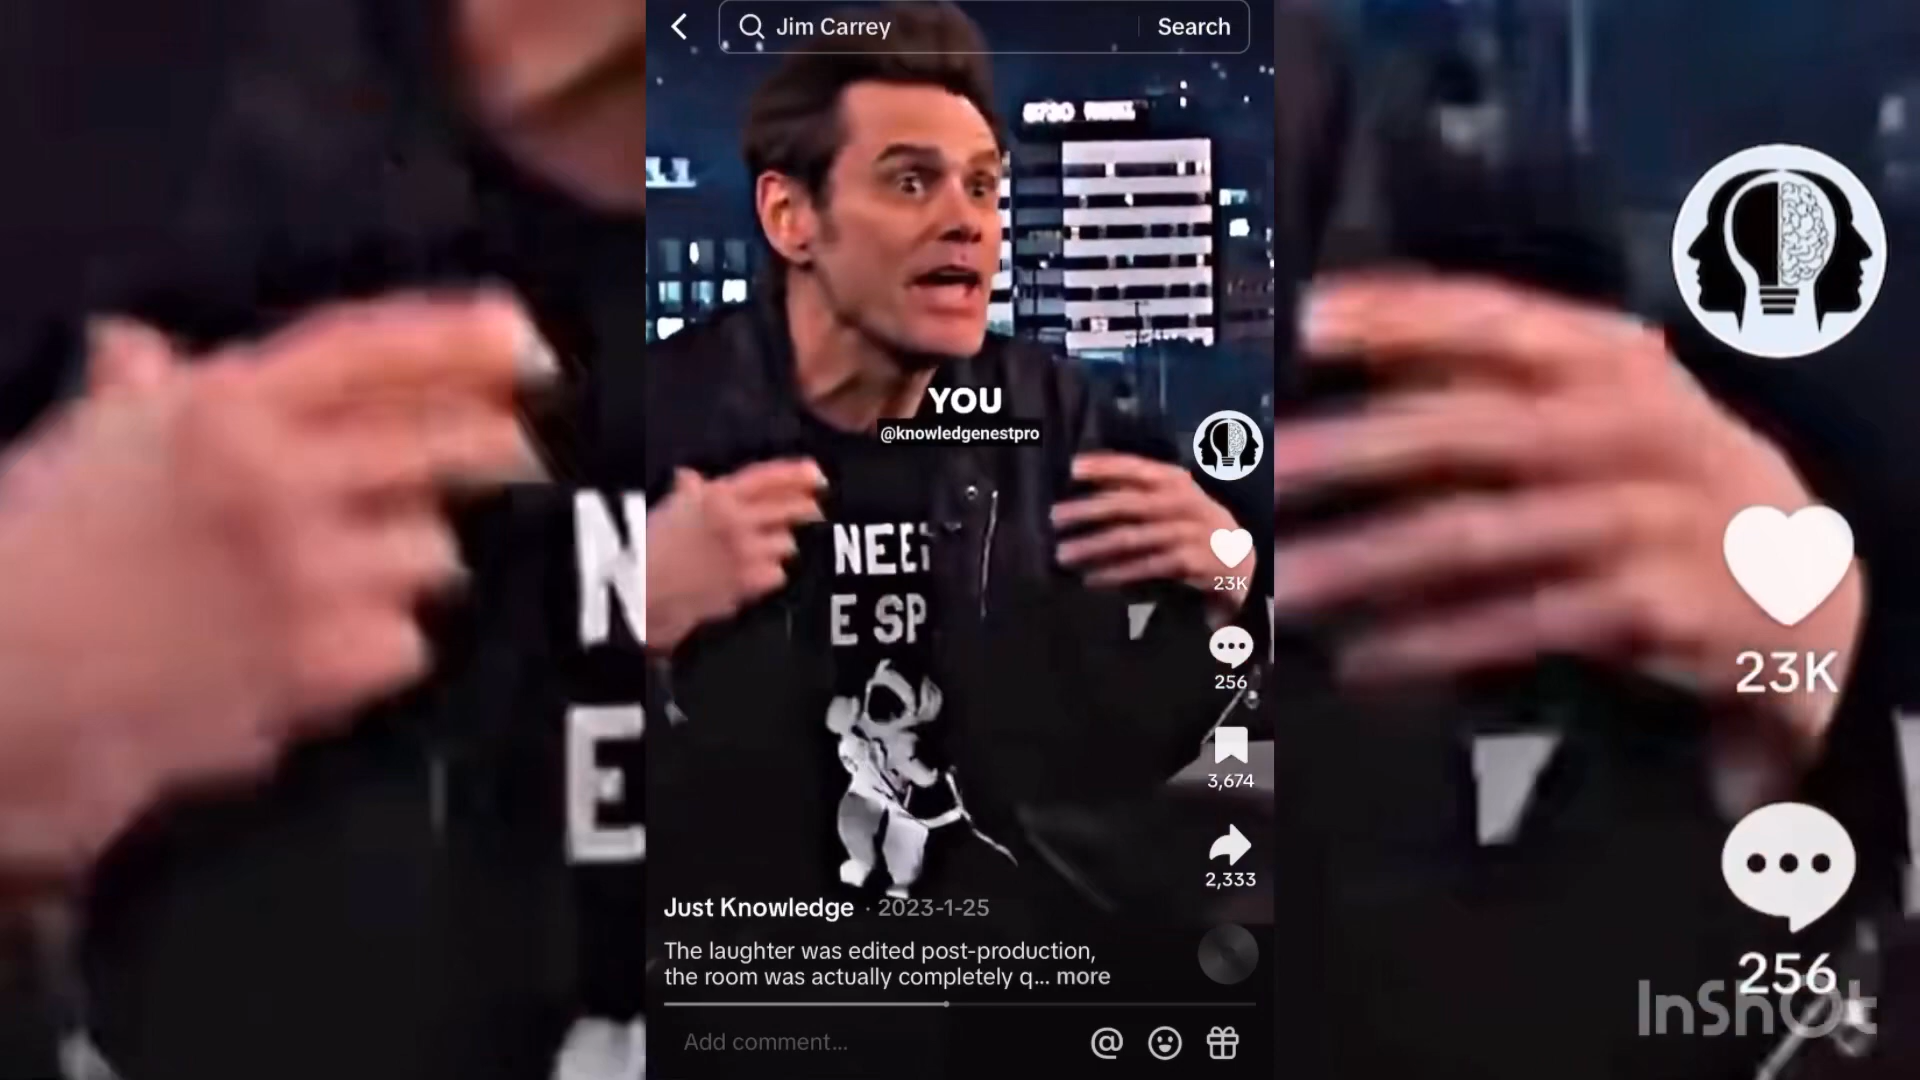 Jim Carrey
Search
YOU
@knowledgenestpro
NEE
E SP
23K
256
3,674
2,333
Just Knowledge · 2023-1-25
The laughter was edited post-production,
the room was actually completely q... more
Add comment...
N
E
23K
256
InShOt